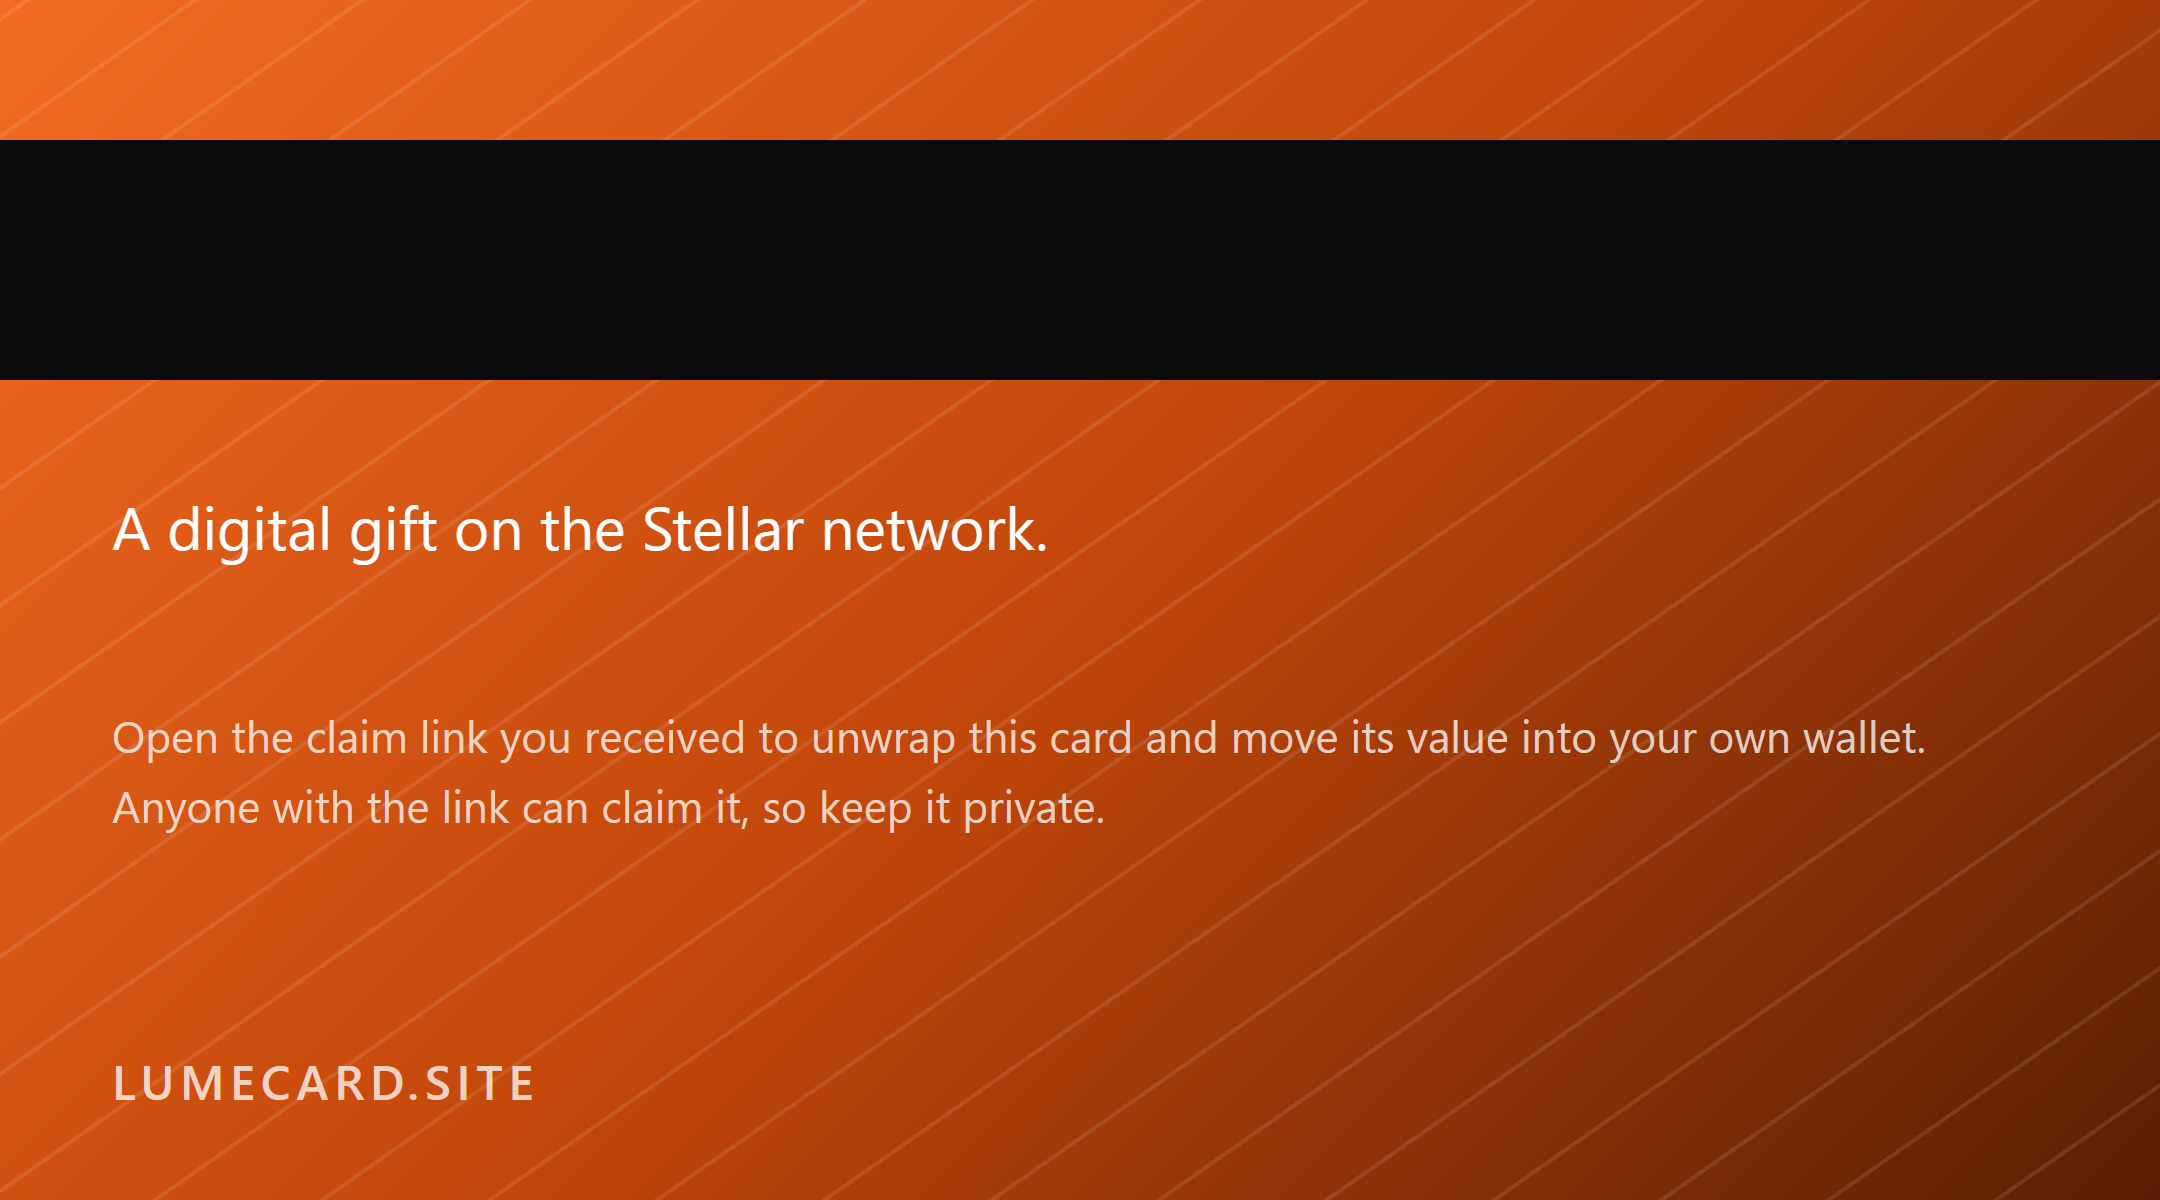 A digital gift on the Stellar network.
Open the claim link you received to unwrap this card and move its value into your own wallet.
Anyone with the link can claim it, so keep it private.
LUMECARD.SITE